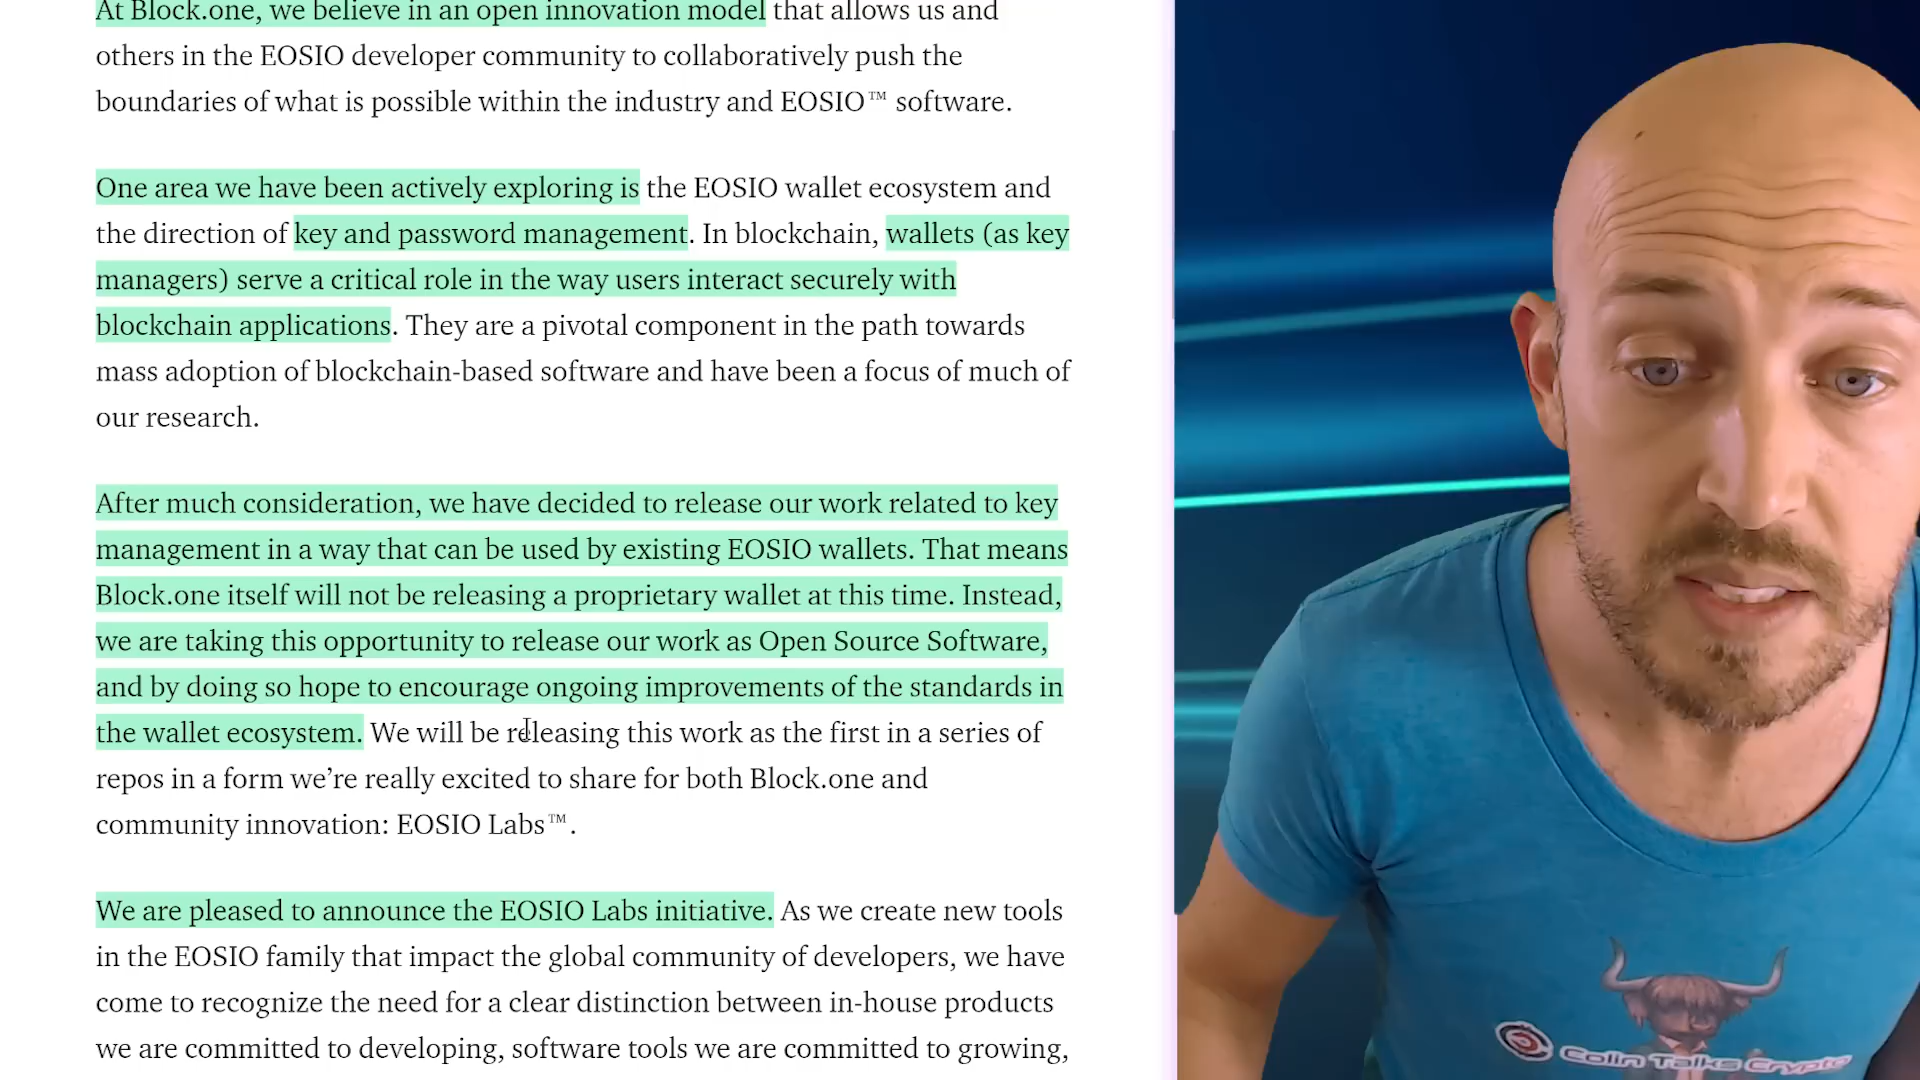 At Block.one, we believe in an open innovation model that allows us and
others in the EOSIO developer community to collaboratively push the
boundaries of what is possible within the industry and EOSIO™ software.
One area we have been actively exploring is the EOSIO wallet ecosystem and
the direction of key and password management. In blockchain, wallets (as key
managers) serve a critical role in the way users interact securely with
blockchain applications. They are a pivotal component in the path towards
mass adoption of blockchain-based software and have been a focus of much of
our research.
After much consideration, we have decided to release our work related to key
management in a way that can be used by existing EOSIO wallets. That means
Block.one itself will not be releasing a proprietary wallet at this time. Instead,
we are taking this opportunity to release our work as Open Source Software,
and by doing so hope to encourage ongoing improvements of the standards in
the wallet ecosystem. We will be releasing this work as the first in a series of
repos in a form we’re really excited to share for both Block.one and
community innovation: EOSIO Labs™.
We are pleased to announce the EOSIO Labs initiative. As we create new tools
in the EOSIO family that impact the global community of developers, we have
come to recognize the need for a clear distinction between in-house products
we are committed to developing, software tools we are committed to growing,
Colin Talks Crypto